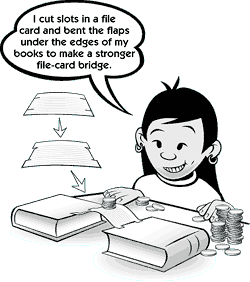 I cut slots in a file
card and bent the flaps
under the edges of my
books to make a stronger
file-card bridge.